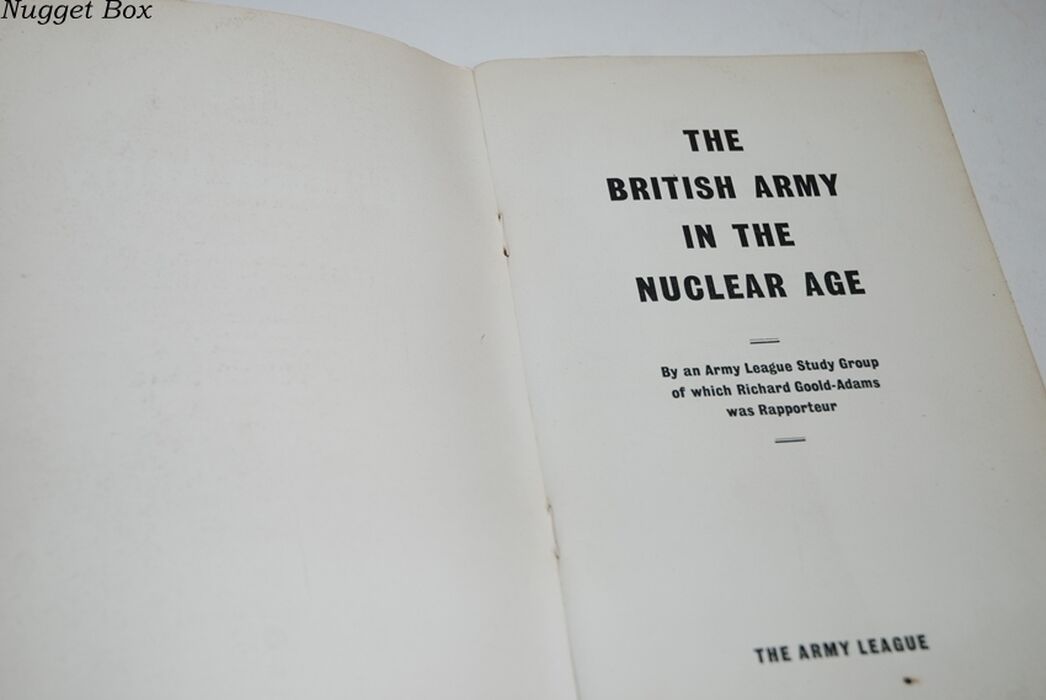 Nugget Box
THE
BRITISH ARMY
IN THE
NUCLEAR AGE
By an Army League Study Group
of which Richard Goold-Adams
was Rapporteur
THE ARMY LEAGUE